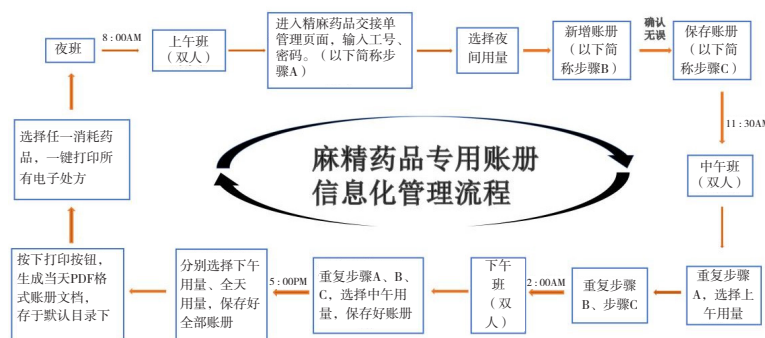 夜班
8:00AM
上午班
（双人）
进入精麻药品交接单
管理页面，输入工号、
密码。（以下简称步
骤A）
选择夜
间用量
新增账册
（以下简
称步骤B）
确认
无误
保存账册
（以下简
称步骤C）
11:30AM
中午班
（双人）
重复步骤
A，选择上
午用量
重复步骤
B、步骤C
2:00AM
下午
班
（双
人）
重复步骤A、B、
C，选择中午用
量，保存好账册
5:00PM
分别选择下午
用量、全天
用量，保存好
全部账册
按下打印按钮，
生成当天PDF格
式账册文档，
存于默认目录下
选择任一消耗药
品，一键打印所
有电子处方
麻精药品专用账册
信息化管理流程